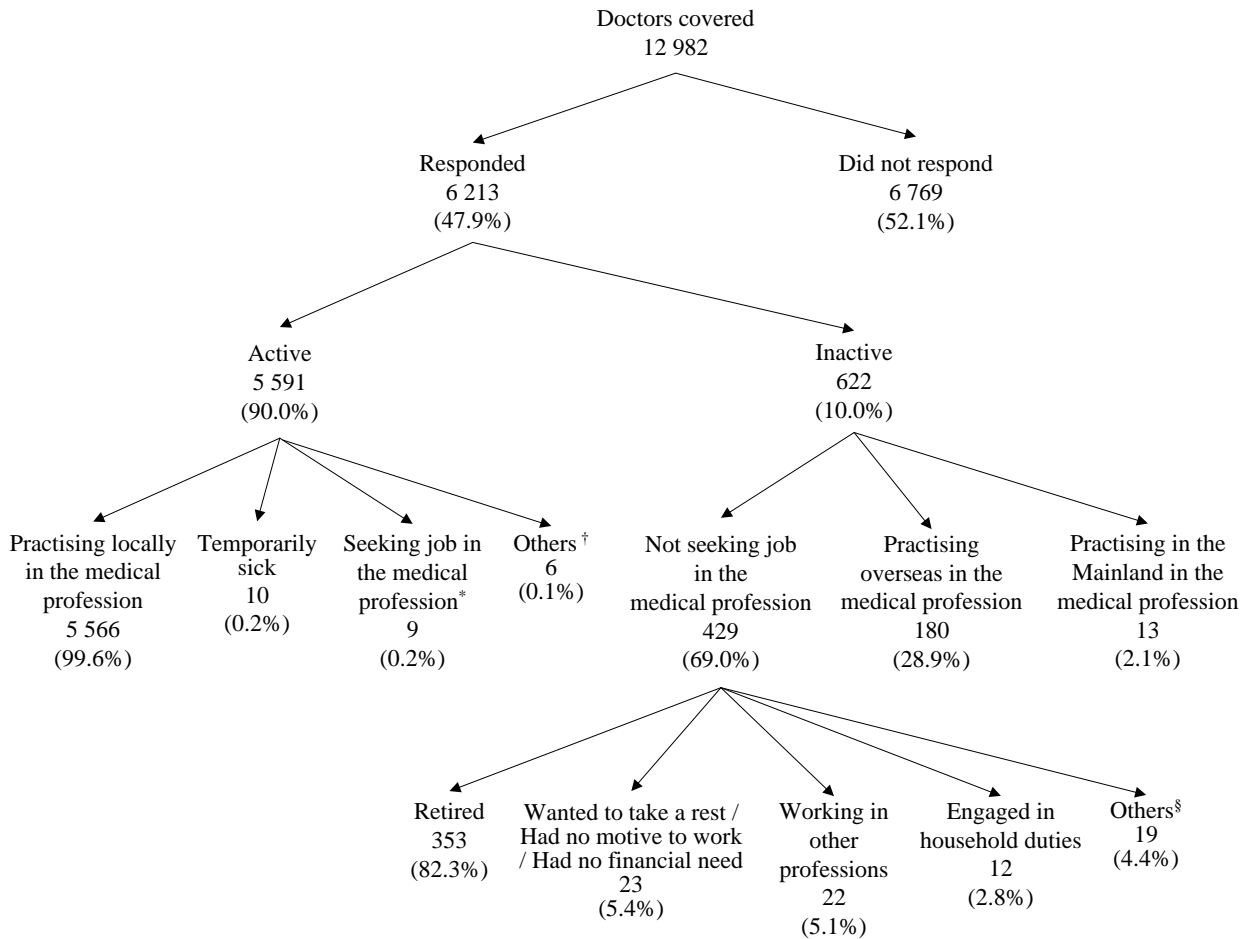 Doctors covered
12 982
Responded
6 213
(47.9%)
Did not respond
6 769
(52.1%)
Active
5 591
(90.0%)
Inactive
622
(10.0%)
Practising locally
in the medical
profession
5 566
(99.6%)
Temporarily
sick
10
(0.2%)
Seeking job in
the medical
profession*
9
(0.2%)
Others †
6
(0.1%)
Not seeking job
in the
medical profession
429
(69.0%)
Practising
overseas in the
medical profession
180
(28.9%)
Practising in the
Mainland in the
medical profession
13
(2.1%)
Retired
353
(82.3%)
Wanted to take a rest /
Had no motive to work
/ Had no financial need
23
(5.4%)
Working in
other
professions
22
(5.1%)
Engaged in
household duties
12
(2.8%)
Others§
19
(4.4%)